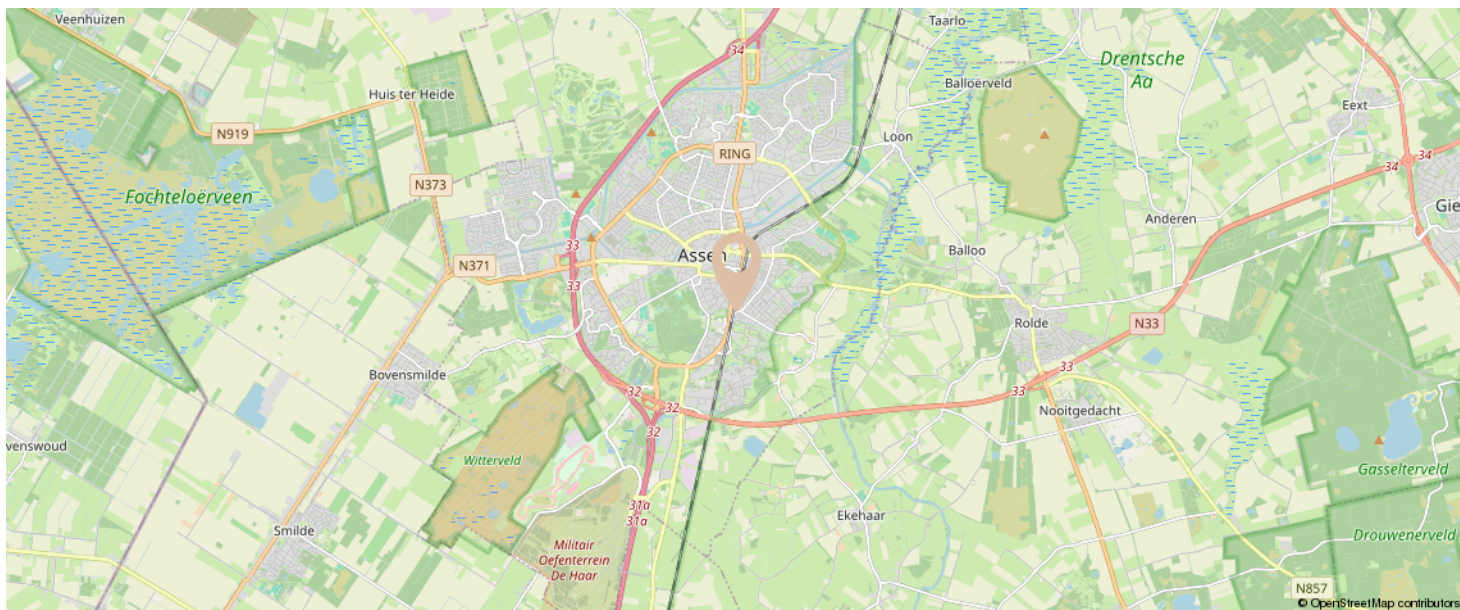 Veenhuizen
Taarlo
34
Drentsche
Aa
Balloërveld
Huis ter Heide
Eext
N919
Loon
RING
34
34
N373
Fochteloërveen
Gie
Anderen
33
Balloo
Assen
N371
33
Rolde
N33
Bovensmilde
33
32
33
32
Nooitgedacht
32
venswoud
Witterveld
Gasselterveld
31a
Ekehaar
31a
Smilde
Drouwenerveld
Militair
Oefenterrein
De Haar
N857
© OpenStreetMap contributors